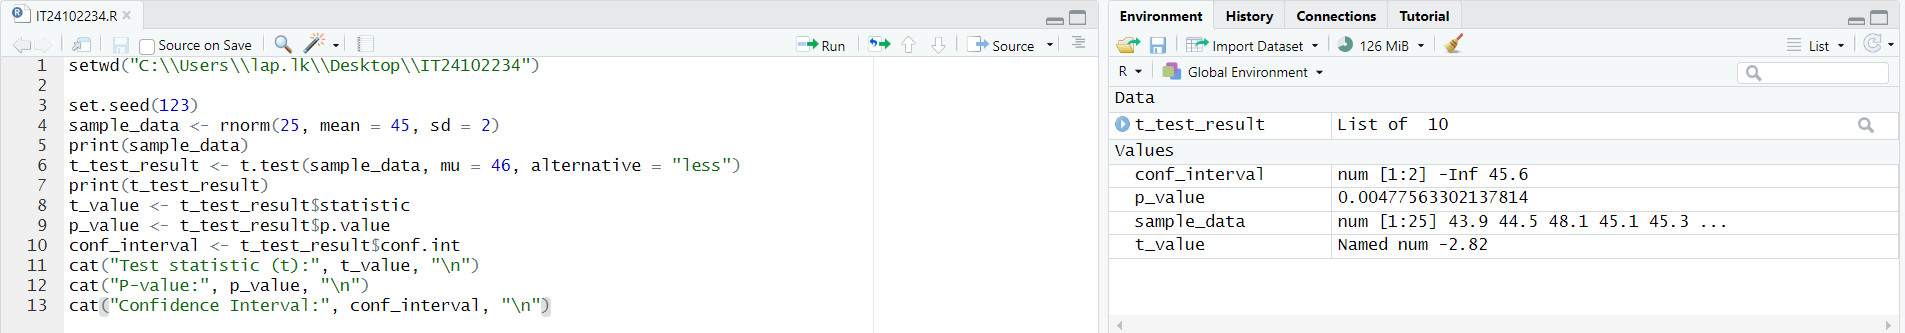 IT24102234.R
Source on Save
Run
Source
1 setwd("C:\\Users\\lap.lk\\Desktop\\IT24102234")
2
3 set.seed(123)
4 sample_data <- rnorm(25, mean = 45, sd = 2)
5 print(sample_data)
6 t_test_result <- t.test(sample_data, mu = 46, alternative = "less")
7 print(t_test_result)
8 t_value <- t_test_result$statistic
9 p_value <- t_test_result$p.value
10 conf_interval <- t_test_result$conf.int
11 cat("Test statistic (t):", t_value, "\n")
12 cat("P-value:", p_value, "\n")
13 cat("Confidence Interval:", conf_interval, "\n")
Environment History Connections Tutorial
Import Dataset 126 MiB List
R Global Environment
Data
t_test_result List of 10
Values
conf_interval num [1:2] -Inf 45.6
p_value 0.00477563302137814
sample_data num [1:25] 43.9 44.5 48.1 45.1 45.3 ...
t_value Named num -2.82